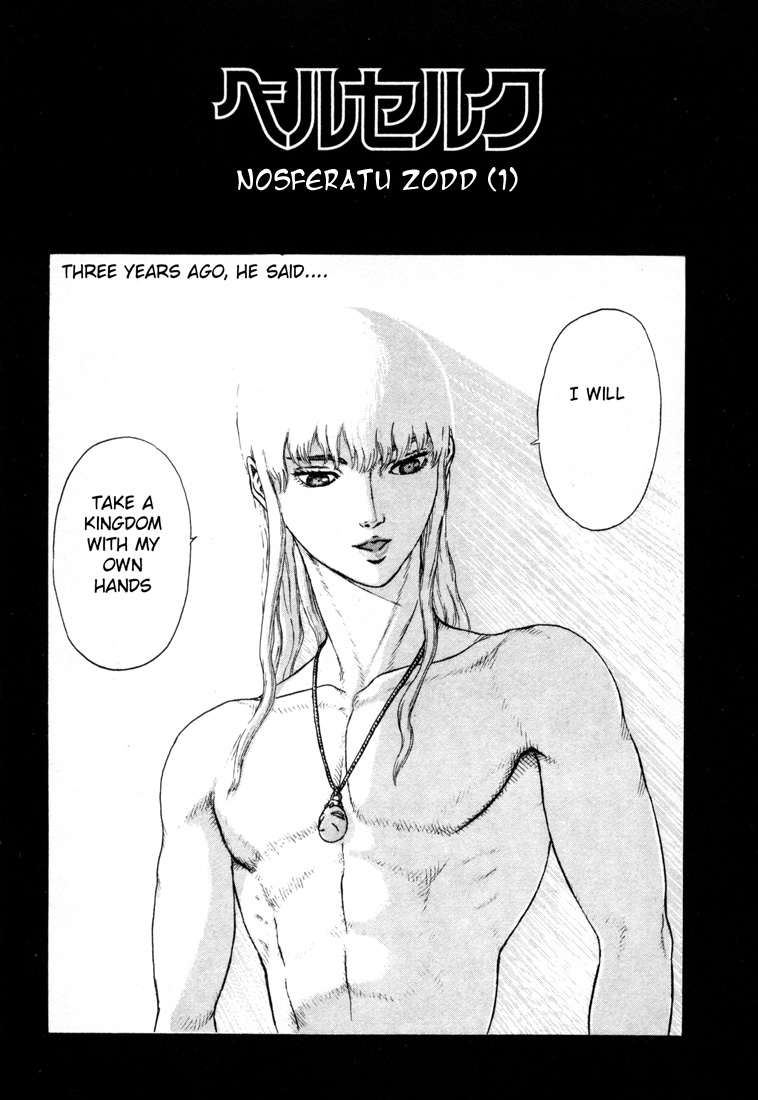 ベルセルク
NOSFERATU ZODD (1)
THREE YEARS AGO, HE SAID....
I WILL
TAKE A
KINGDOM
WITH MY
OWN
HANDS